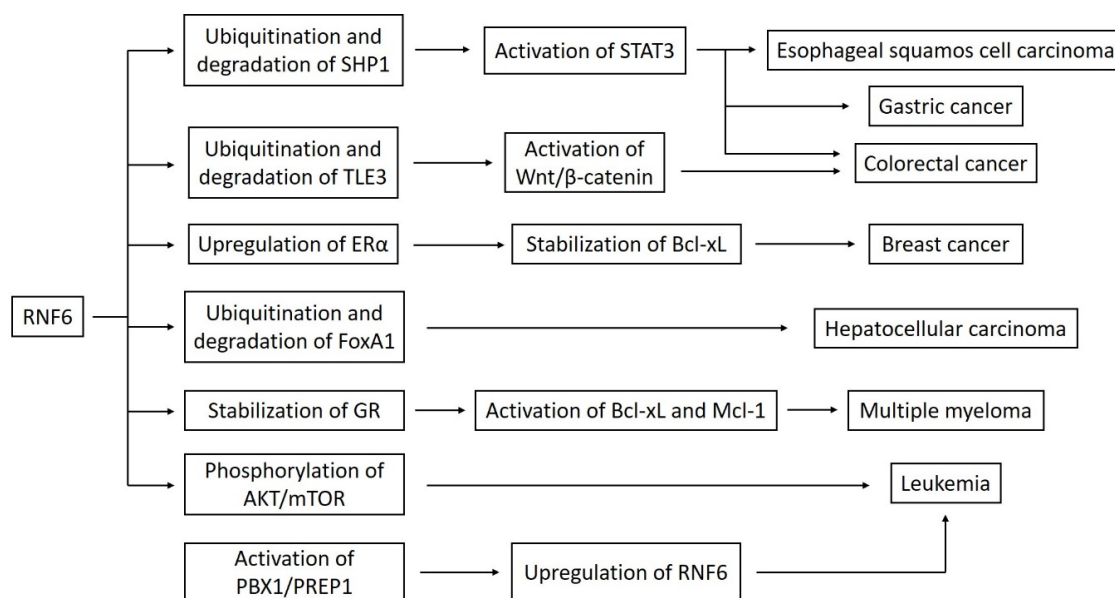 Ubiquitination and
degradation of SHP1
Activation of STAT3
Esophageal squamos cell carcinoma
Gastric cancer
Ubiquitination and
degradation of TLE3
Activation of
Wnt/β-catenin
Colorectal cancer
Upregulation of ERα
Stabilization of Bcl-xL
Breast cancer
RNF6
Ubiquitination and
degradation of FoxA1
Hepatocellular carcinoma
Stabilization of GR
Activation of Bcl-xL and Mcl-1
Multiple myeloma
Phosphorylation of
AKT/mTOR
Leukemia
Activation of
PBX1/PREP1
Upregulation of RNF6